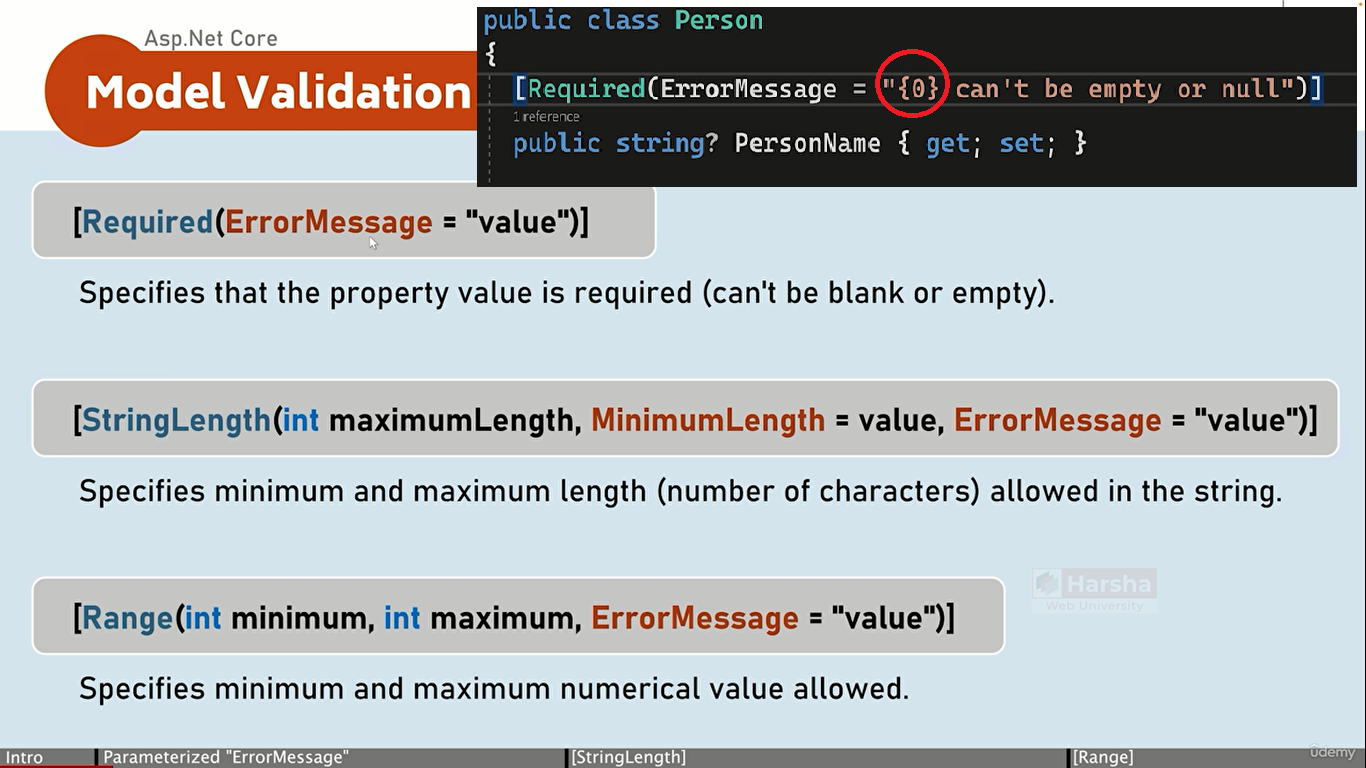 Asp.Net Core
Model Validation
public class Person
{
[Required(ErrorMessage = "{0} can't be empty or null")]
1 reference
public string? PersonName { get; set; }
[Required(ErrorMessage = "value")]
Specifies that the property value is required (can't be blank or empty).
[StringLength(int maximumLength, MinimumLength = value, ErrorMessage = "value")]
Specifies minimum and maximum length (number of characters) allowed in the string.
[Range(int minimum, int maximum, ErrorMessage = "value")]
Specifies minimum and maximum numerical value allowed.
Harsha
Web University
Intro
Parameterized "ErrorMessage"
[StringLength]
[Range]
ûdemy